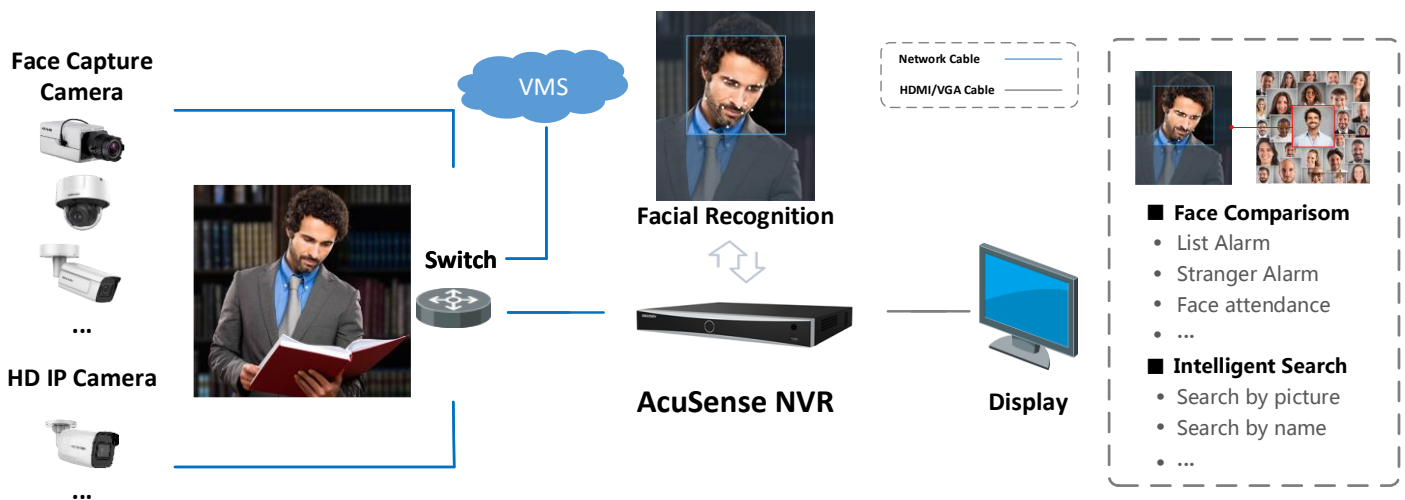 Face Capture
Camera
...
HD IP Camera
...
VMS
Switch
Facial Recognition
AcuSense NVR
Display
Network Cable
HDMI/VGA Cable
■ Face Comparisom
• List Alarm
• Stranger Alarm
• Face attendance
• ...
■ Intelligent Search
• Search by picture
• Search by name
• ...